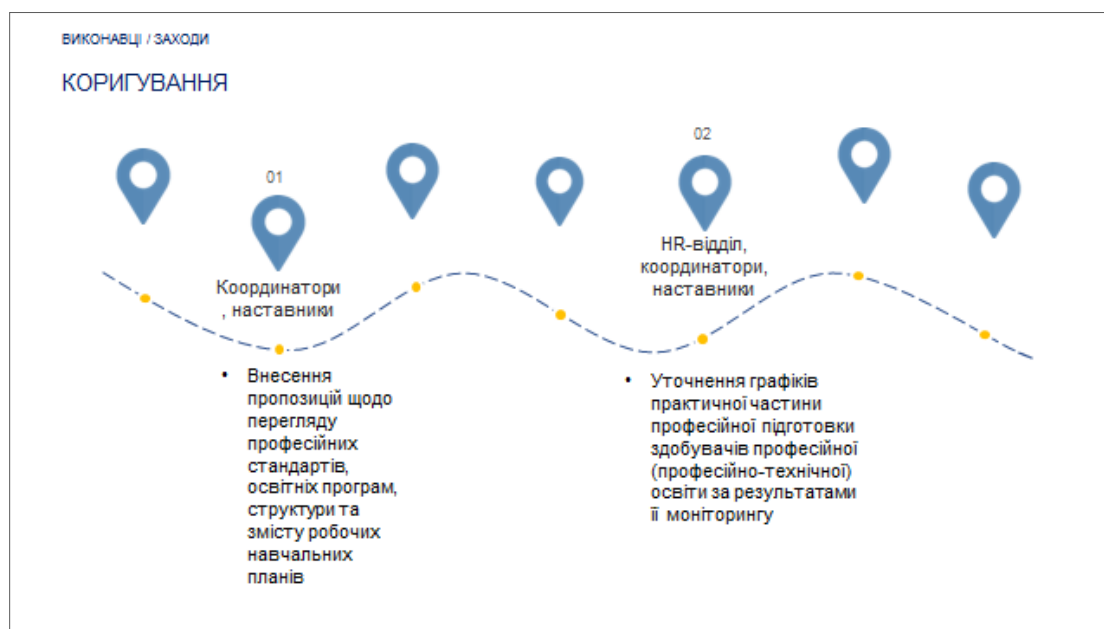 ВИКОНАВЦІ / ЗАХОДИ
КОРИГУВАННЯ
01
Координатори
, наставники
• Внесення
пропозицій щодо
перегляду
професійних
стандартів,
освітніх програм,
структури та
змісту робочих
навчальних
планів
02
HR-відділ,
координатори,
наставники
• Уточнення графіків
практичної частини
професійної підготовки
здобувачів професійної
(професійно-технічної)
освіти за результатами
її моніторингу